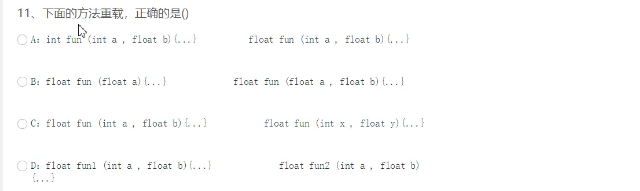 11、下面的方法重载，正确的是()
A: int fun (int a , float b) {...} float fun (int a , float b) {...}
B: float fun (float a) {...} float fun (float a , float b) {...}
C: float fun (int a , float b) {...} float fun (int x , float y) {...}
D: float fun1 (int a , float b) {...} float fun2 (int a , float b)
{...}